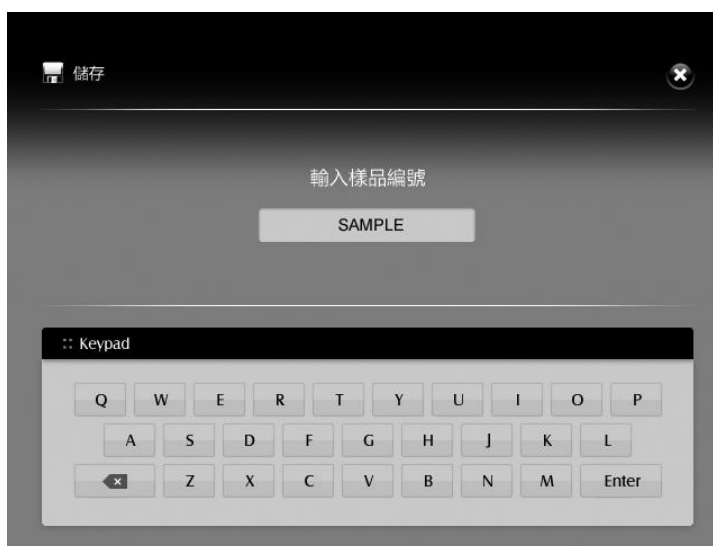 儲存
輸入樣品編號
SAMPLE
:: Keypad
Q W E R T Y U I O P
A S D F G H J K L
Z X C V B N M Enter